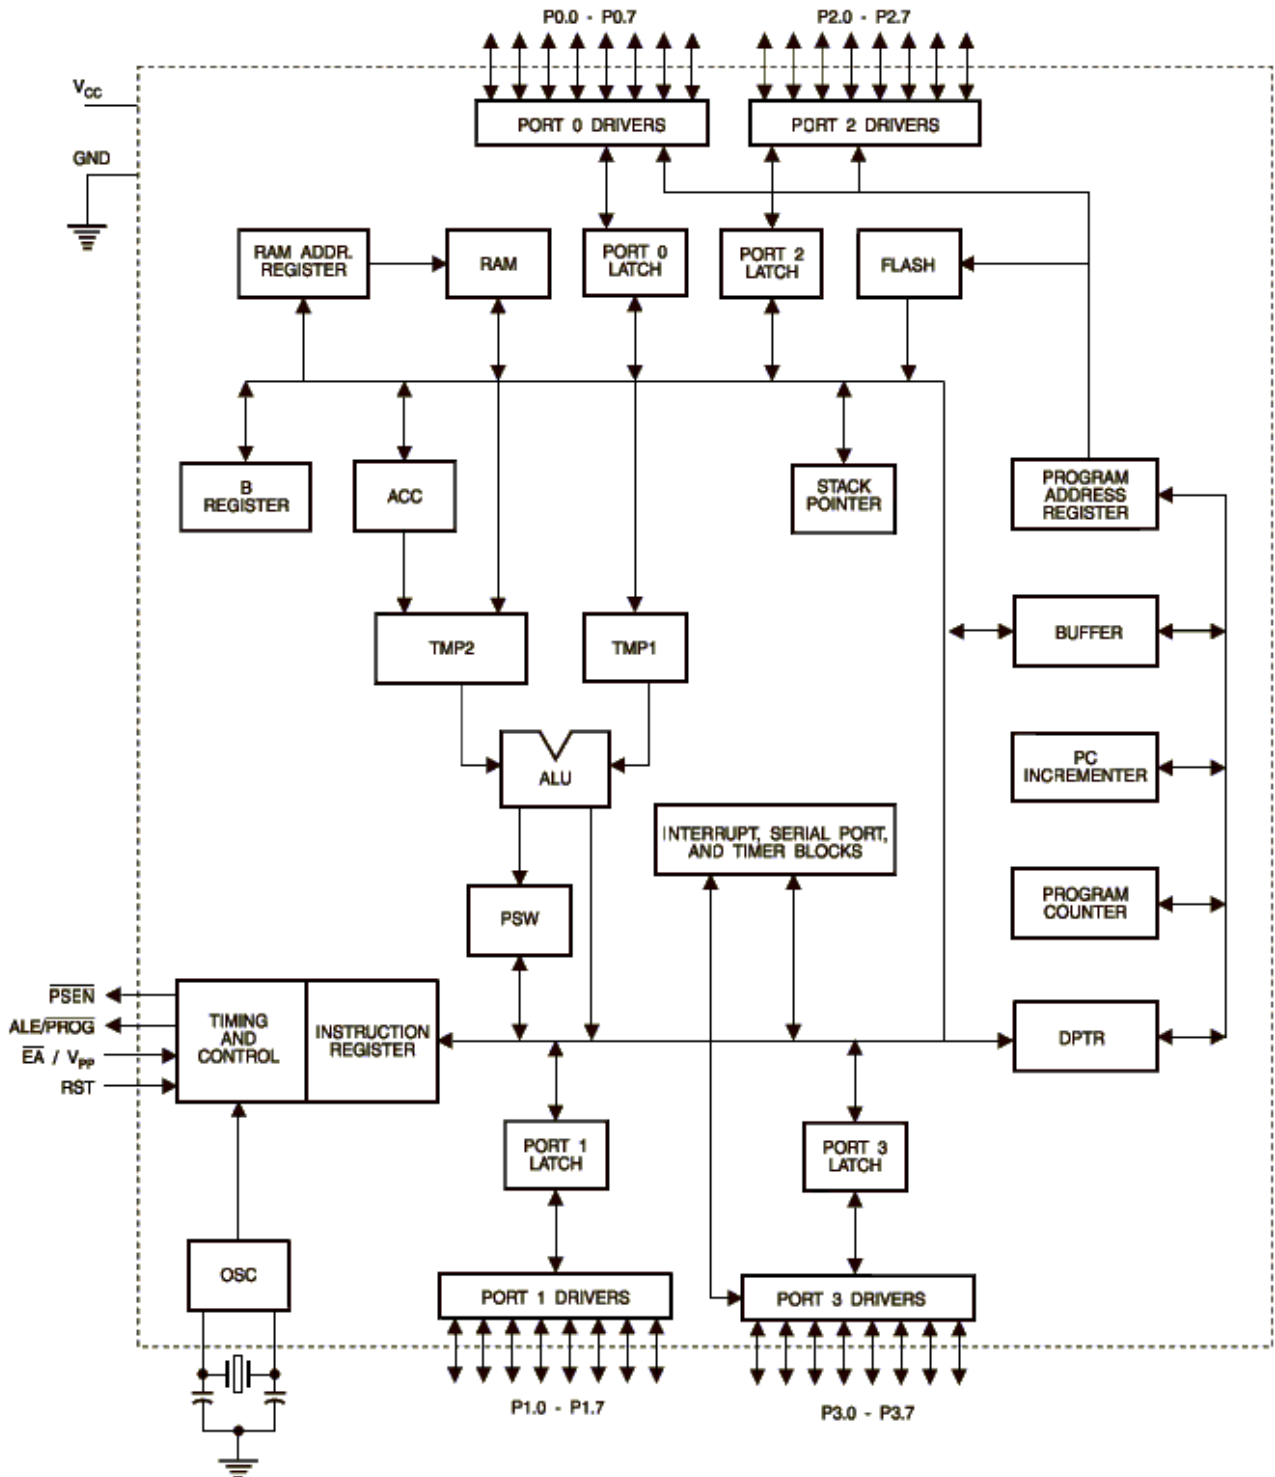 P0.0 - P0.7
P2.0 - P2.7
VCC
GND
PORT 0 DRIVERS
PORT 2 DRIVERS
RAM ADDR.
REGISTER
RAM
PORT 0
LATCH
PORT 2
LATCH
FLASH
B
REGISTER
ACC
STACK
POINTER
PROGRAM
ADDRESS
REGISTER
TMP2
TMP1
BUFFER
ALU
PC
INCREMENTER
INTERRUPT, SERIAL PORT,
AND TIMER BLOCKS
PSW
PROGRAM
COUNTER
P̅S̅E̅N̅
ALE/P̅R̅O̅G̅
E̅A̅ / VPP
RST
TIMING
AND
CONTROL
INSTRUCTION
REGISTER
DPTR
PORT 1
LATCH
PORT 3
LATCH
OSC
PORT 1 DRIVERS
PORT 3 DRIVERS
P1.0 - P1.7
P3.0 - P3.7